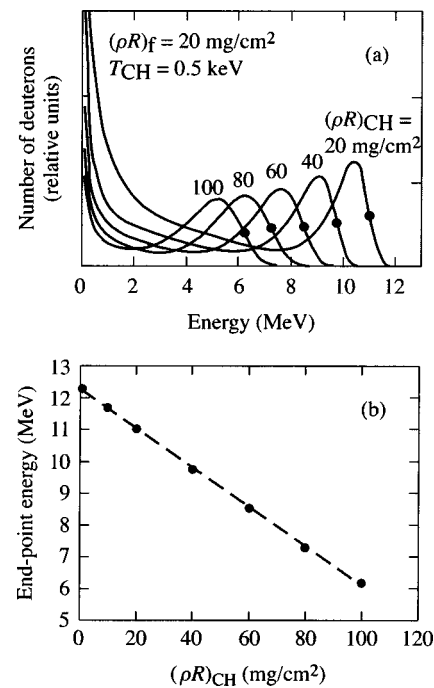 (ρR)f = 20 mg/cm²
TCH = 0.5 keV
(a)
(ρR)CH =
20 mg/cm²
100
80
60
40
Number of deuterons
(relative units)
0 2 4 6 8 10 12
Energy (MeV)
13
12
11
10
9
8
7
6
5
(b)
End-point energy (MeV)
0 20 40 60 80 100 120
(ρR)CH (mg/cm²)